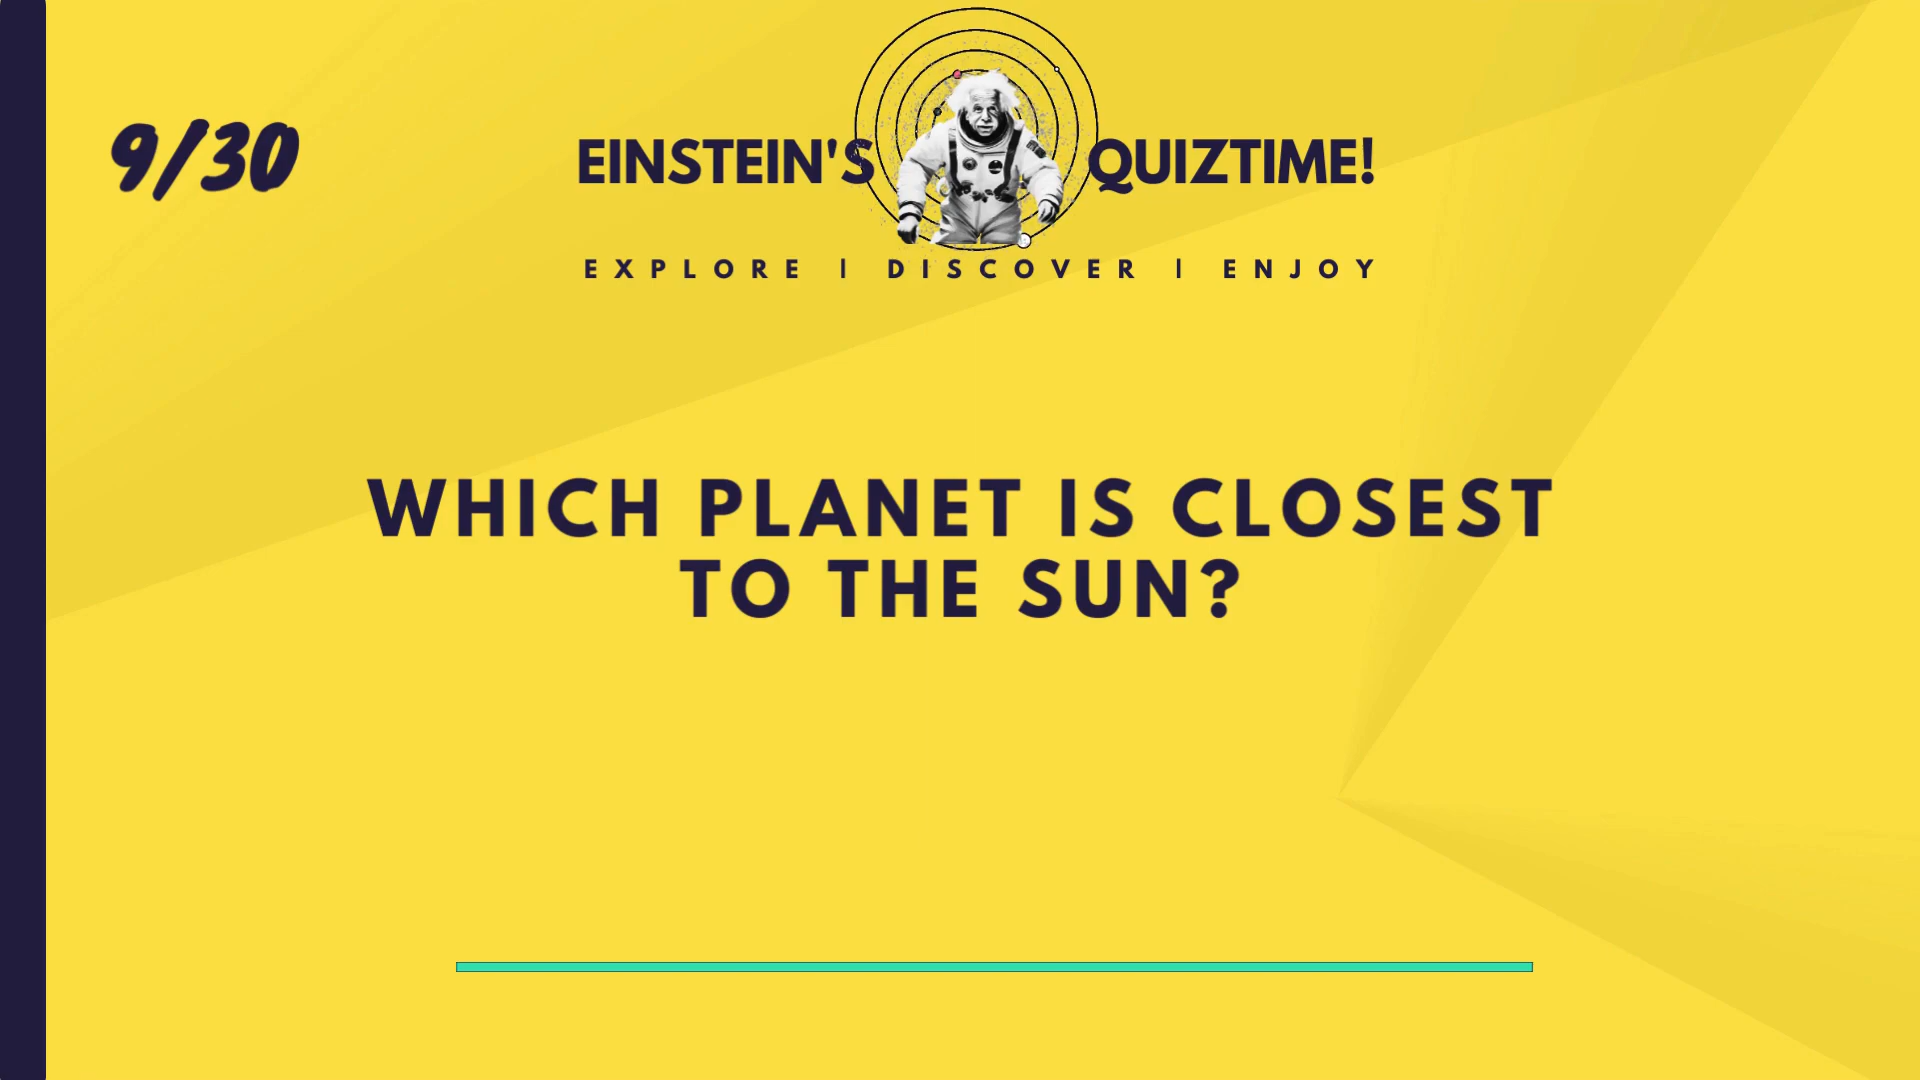 9/30
EINSTEIN'S QUIZTIME!
EXPLORE | DISCOVER | ENJOY
WHICH PLANET IS CLOSEST
TO THE SUN?